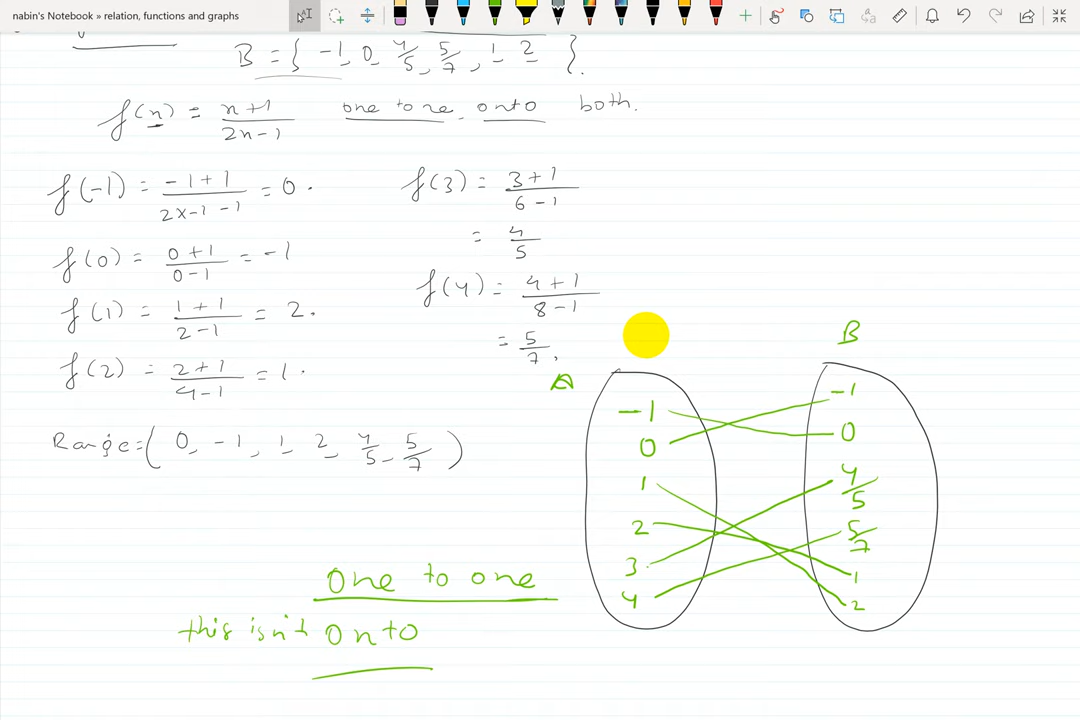 nabin's Notebook » relation, functions and graphs
B = { -1, 0, 4/5, 5/7, 1, 2 }.
f(n) = n+1/2n-1 one to ne, onto both.
f(-1) = -1+1/2x-1-1 = 0.
f(0) = 0+1/0-1 = -1
f(1) = 1+1/2-1 = 2.
f(2) = 2+1/4-1 = 1.
f(3) = 3+1/6-1
= 4/5
f(4) = 4+1/8-1
= 5/7.
Range = ( 0, -1, 1, 2, 4/5, 5/7 )
A
-1
0
1
2
3
4
B
-1
0
4/5
5/7
1
2
One to one
this isn't Onto